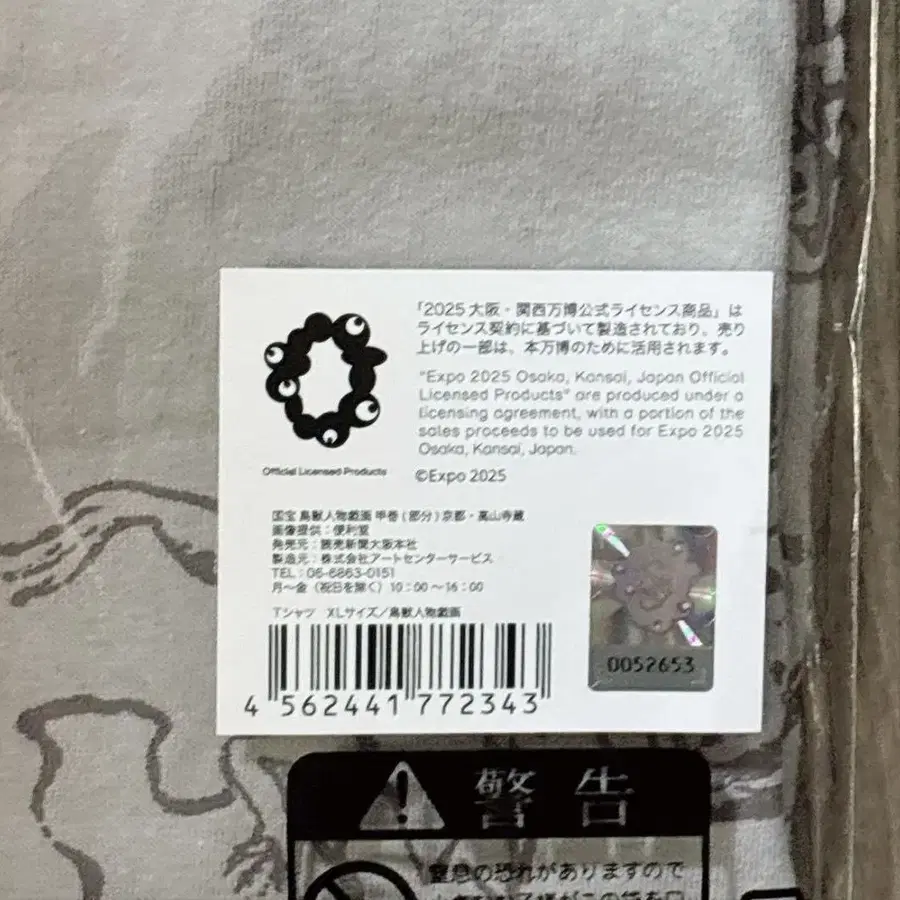 「2025 大阪・関西万博公式ライセンス商品」は
ライセンス契約に基づいて製造されており、売り
上げの一部は、本万博のために活用されます。
"Expo 2025 Osaka, Kansai, Japan Official
Licensed Products" are produced under a
licensing agreement, with a portion of the
sales proceeds to be used for Expo 2025
Osaka, Kansai, Japan.
©Expo 2025
Official Licensed Products
国宝 鳥獣人物戯画 甲巻(部分)京都・高山寺蔵
画像提供:便利堂
発売元:読売新聞大阪本社
製造元:株式会社アートセンターサービス
TEL:06-6863-0151
月〜金(祝日を除く)10:00〜16:00
Tシャツ XLサイズ/鳥獣人物戯画
4 562441 772343
0052653
警告
窒息の恐れがありますので